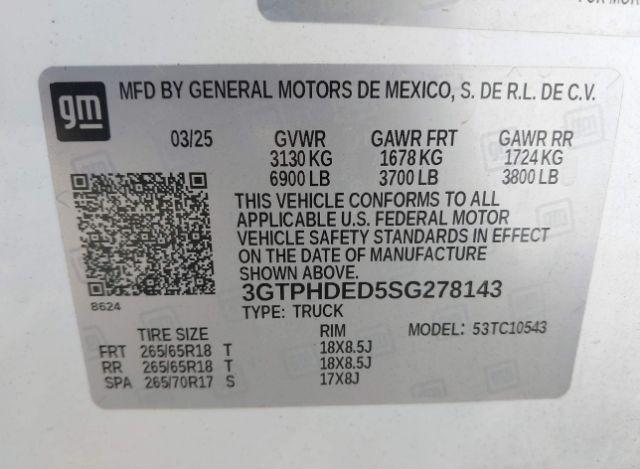 FOR MOR
gm
MFD BY GENERAL MOTORS DE MEXICO, S. DE R.L. DE C.V.
03/25 GVWR GAWR FRT GAWR RR
3130 KG 1678 KG 1724 KG
6900 LB 3700 LB 3800 LB
THIS VEHICLE CONFORMS TO ALL
APPLICABLE U.S. FEDERAL MOTOR
VEHICLE SAFETY STANDARDS IN EFFECT
ON THE DATE OF MANUFACTURE
SHOWN ABOVE.
8624
3GTPHDED5SG278143
TYPE: TRUCK MODEL: 53TC10543
TIRE SIZE RIM
FRT 265/65R18 T 18X8.5J
RR 265/65R18 T 18X8.5J
SPA 265/70R17 S 17X8J